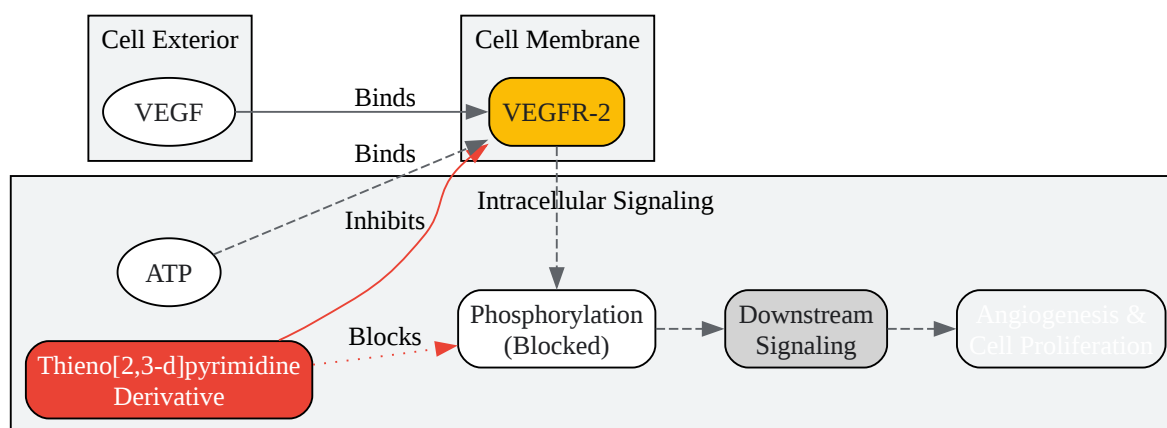 Cell Exterior
Cell Membrane
VEGF
Binds
VEGFR-2
Binds
Intracellular Signaling
Inhibits
ATP
Phosphorylation
(Blocked)
Downstream
Signaling
Angiogenesis &
Cell Proliferation
Blocks
Thieno[2,3-d]pyrimidine
Derivative